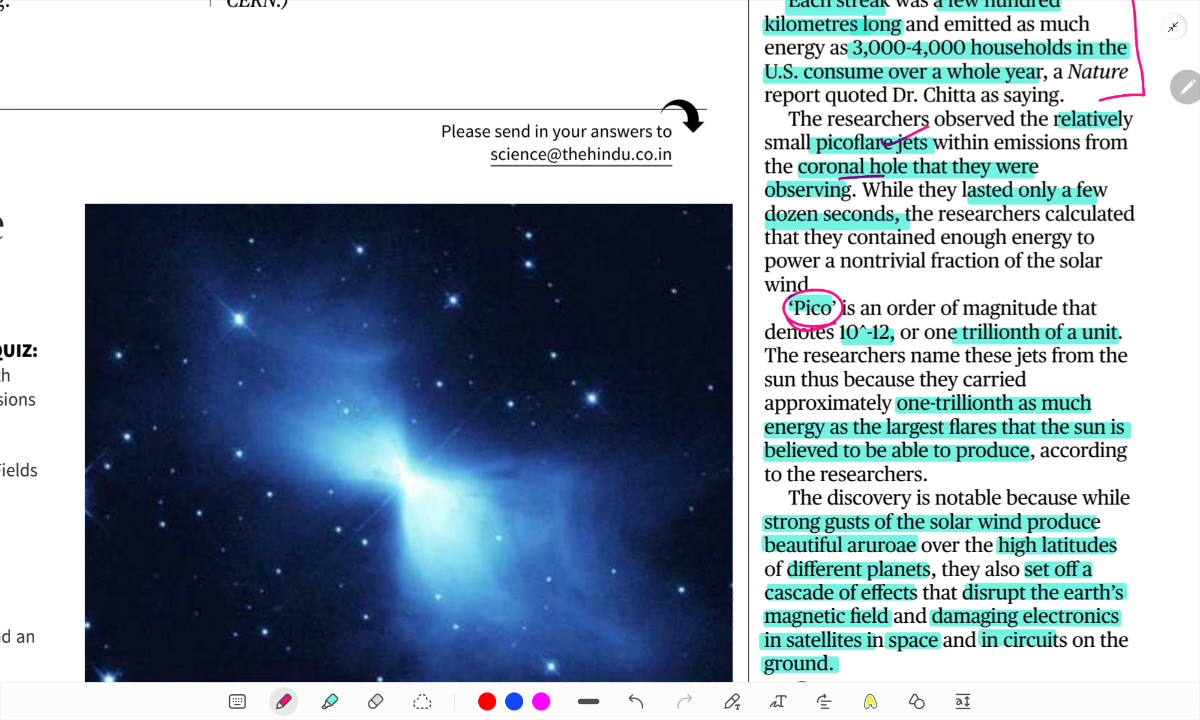 CERN.)
Please send in your answers to
science@thehindu.co.in
QUIZ:
sions
Fields
nd an
Each streak was a few hundred
kilometres long and emitted as much
energy as 3,000-4,000 households in the
U.S. consume over a whole year, a Nature
report quoted Dr. Chitta as saying.
The researchers observed the relatively
small picoflare jets within emissions from
the coronal hole that they were
observing. While they lasted only a few
dozen seconds, the researchers calculated
that they contained enough energy to
power a nontrivial fraction of the solar
wind
‘Pico’ is an order of magnitude that
denotes 10^-12, or one trillionth of a unit.
The researchers name these jets from the
sun thus because they carried
approximately one-trillionth as much
energy as the largest flares that the sun is
believed to be able to produce, according
to the researchers.
The discovery is notable because while
strong gusts of the solar wind produce
beautiful aruroae over the high latitudes
of different planets, they also set off a
cascade of effects that disrupt the earth’s
magnetic field and damaging electronics
in satellites in space and in circuits on the
ground.